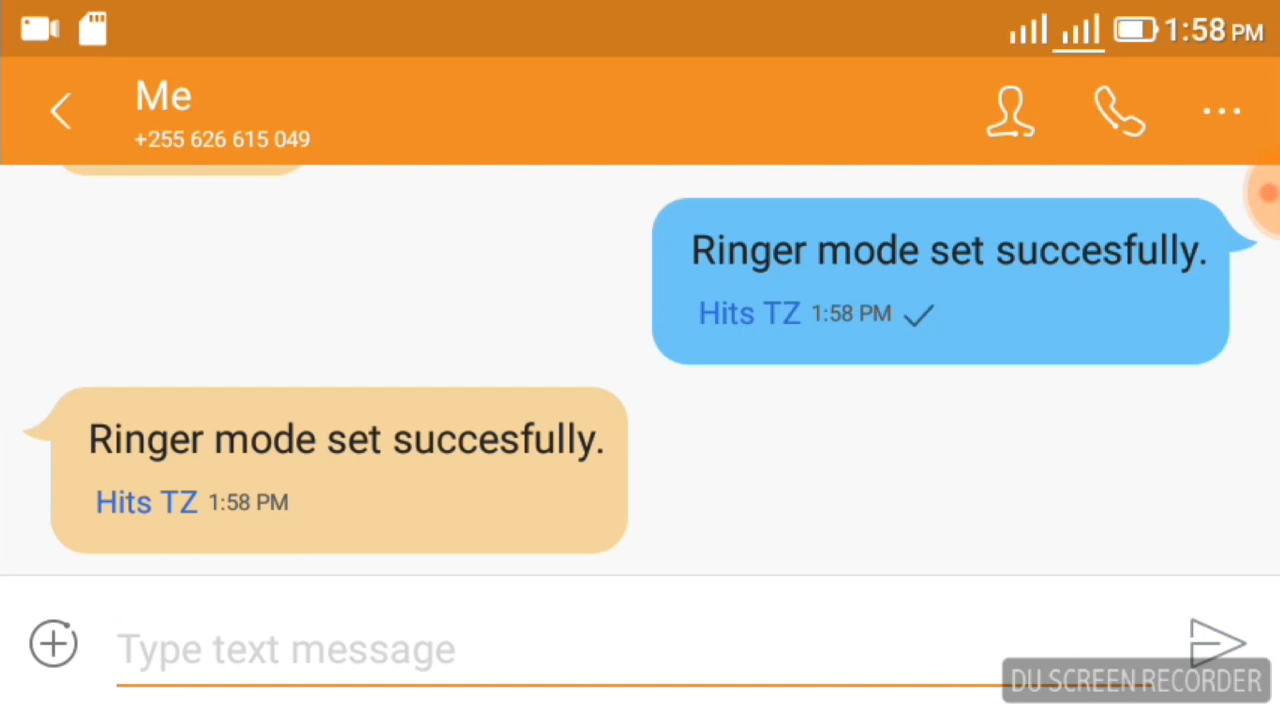 1:58 PM
Me
+255 626 615 049
Ringer mode set succesfully.
Hits TZ 1:58 PM
Ringer mode set succesfully.
Hits TZ 1:58 PM
Type text message
DU SCREEN RECORDER